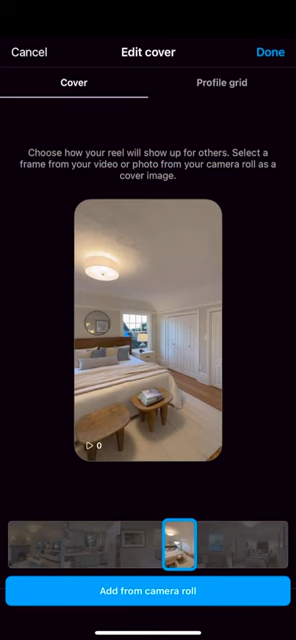 Cancel
Edit cover
Done
Cover
Profile grid
Choose how your reel will show up for others. Select a
frame from your video or photo from your camera roll as a
cover image.
0
Add from camera roll